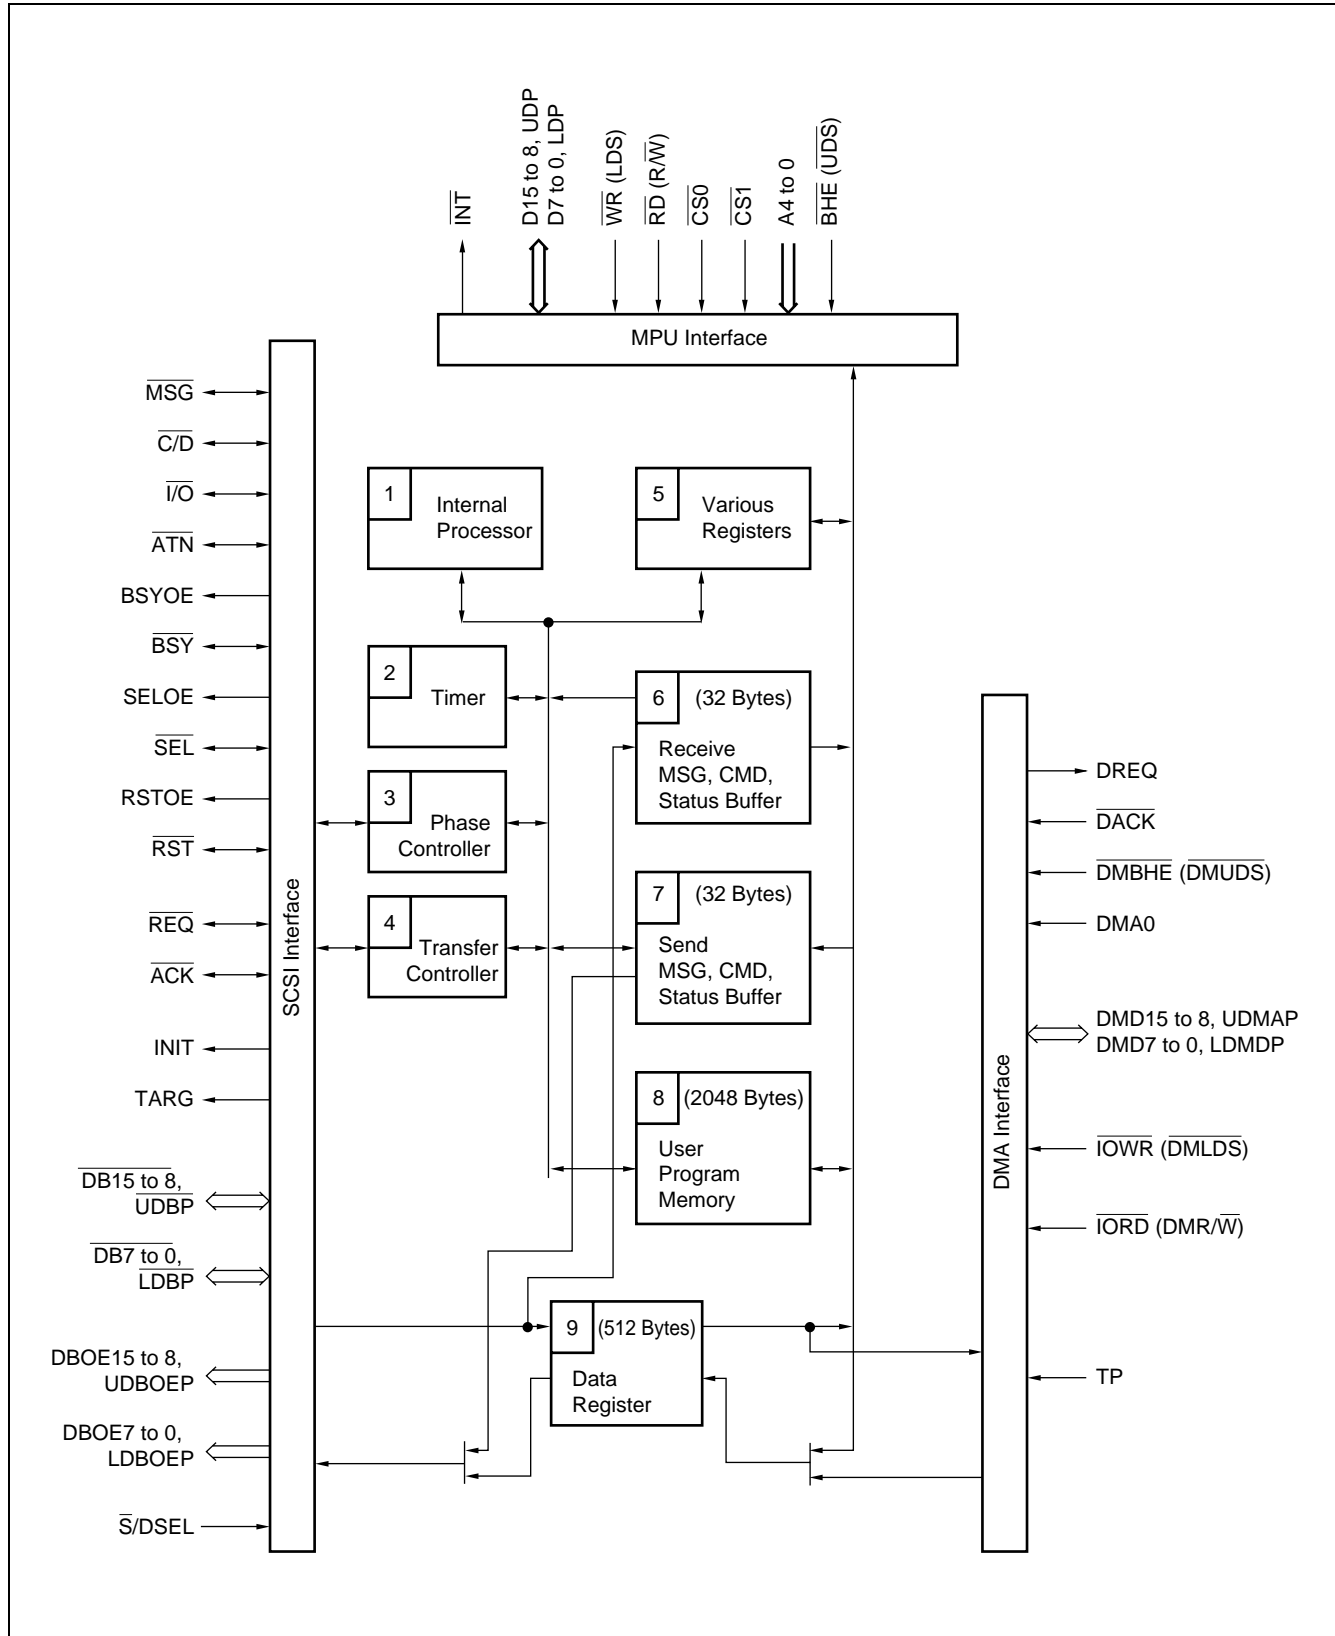 INT
D15 to 8, UDP
D7 to 0, LDP
WR (LDS)
RD (R/W)
CS0
CS1
A4 to 0
BHE (UDS)
MPU Interface
SCSI Interface
MSG
C/D
I/O
ATN
BSYOE
BSY
SELOE
SEL
RSTOE
RST
REQ
ACK
INIT
TARG
DB15 to 8,
UDBP
DB7 to 0,
LDBP
DBOE15 to 8,
UDBOEP
DBOE7 to 0,
LDBOEP
S/DSEL
1
Internal
Processor
2
Timer
3
Phase
Controller
4
Transfer
Controller
5
Various
Registers
6 (32 Bytes)
Receive
MSG, CMD,
Status Buffer
7 (32 Bytes)
Send
MSG, CMD,
Status Buffer
8 (2048 Bytes)
User
Program
Memory
9 (512 Bytes)
Data
Register
DMA Interface
DREQ
DACK
DMBHE (DMUDS)
DMA0
DMD15 to 8, UDMAP
DMD7 to 0, LDMDP
IOWR (DMLDS)
IORD (DMR/W)
TP